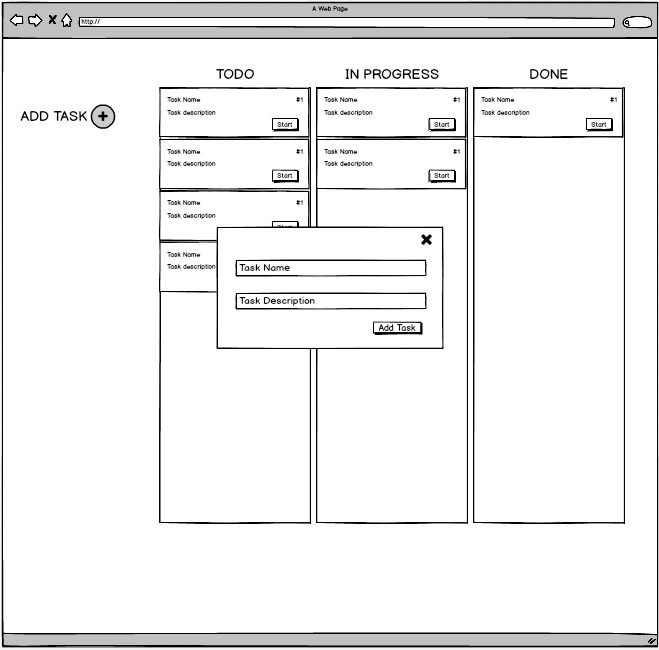 A Web Page
http://
TODO
IN PROGRESS
DONE
ADD TASK
Task Name #1
Task description
Start
Task Name #1
Task description
Start
Task Name #1
Task description
Start
Task Name
Task description
Task Name #1
Task description
Start
Task Name #1
Task description
Start
Task Name #1
Task description
Start
Task Name
Task Description
Add Task